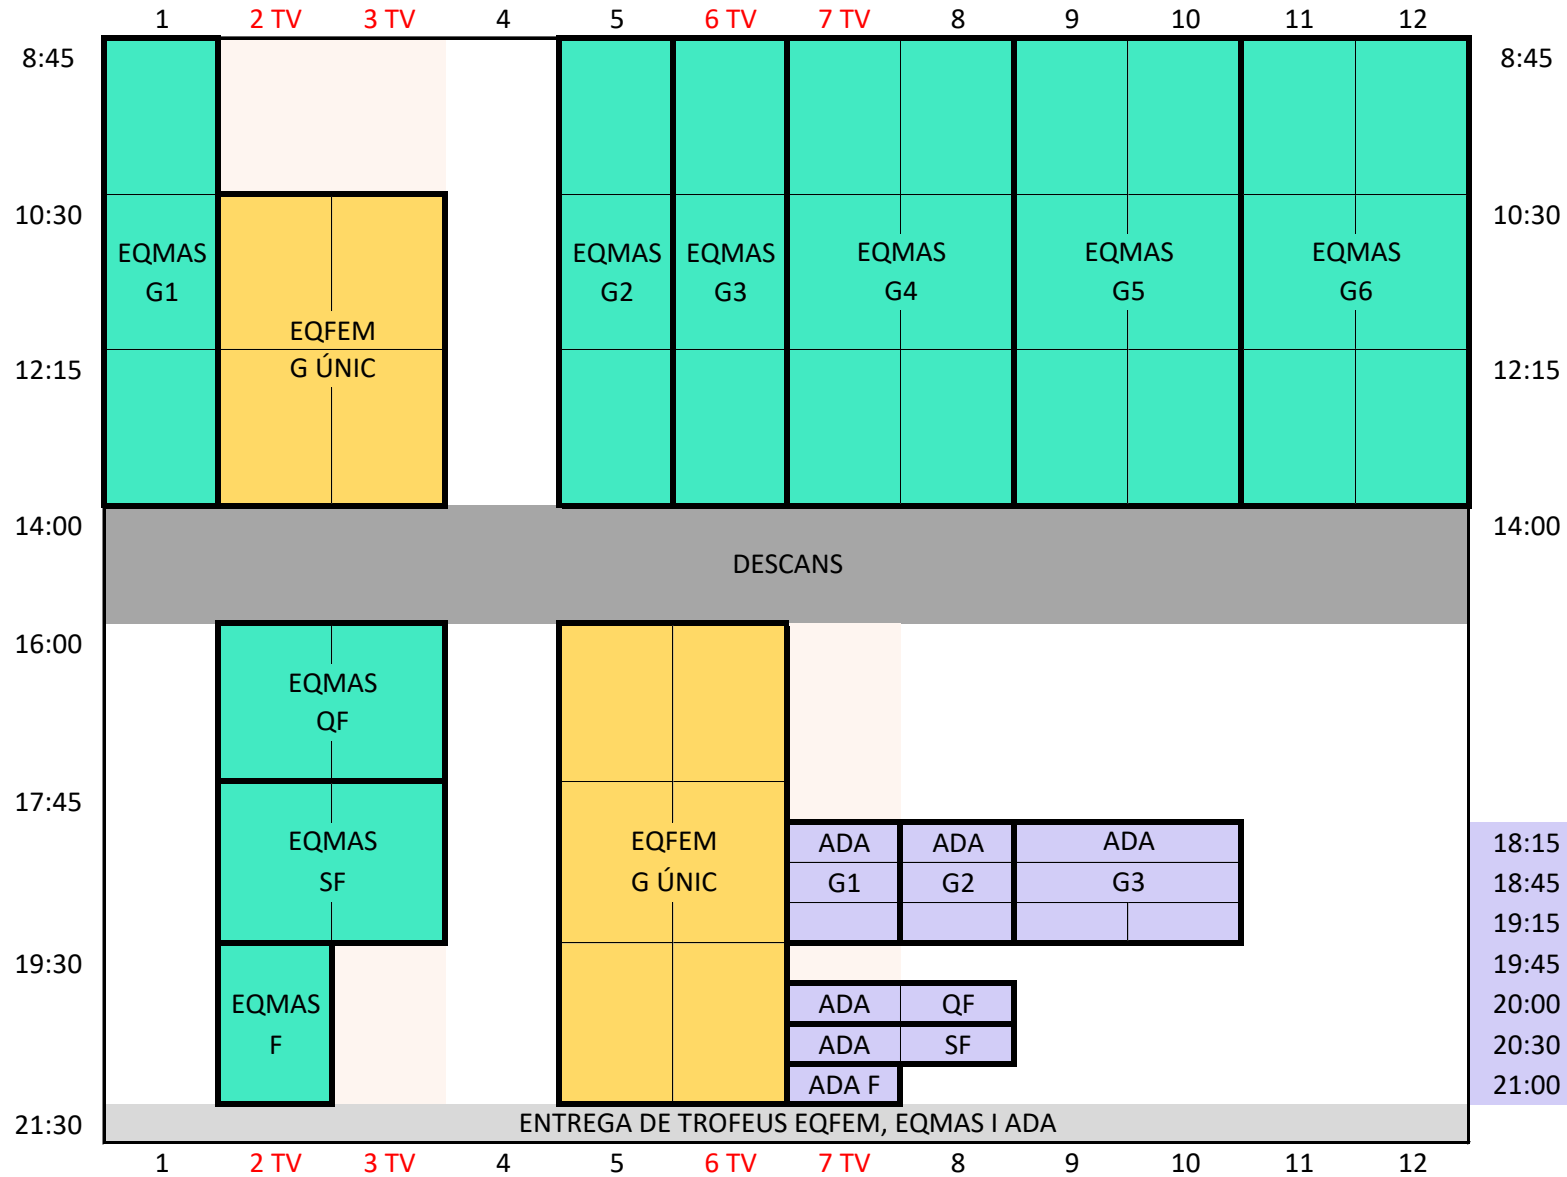 1 2 TV 3 TV 4 5 6 TV 7 TV 8 9 10 11 12
8:45 8:45
10:30 10:30
EQMAS EQMAS EQMAS EQMAS EQMAS EQMAS
G1 G2 G3 G4 G5 G6
EQFEM
G ÚNIC
12:15 12:15
14:00 14:00
DESCANS
16:00
EQMAS
QF
17:45
EQMAS EQFEM ADA ADA ADA 18:15
SF G ÚNIC G1 G2 G3 18:45
19:15
19:30 19:45
EQMAS ADA QF 20:00
F ADA SF 20:30
ADA F 21:00
21:30 ENTREGA DE TROFEUS EQFEM, EQMAS I ADA
1 2 TV 3 TV 4 5 6 TV 7 TV 8 9 10 11 12